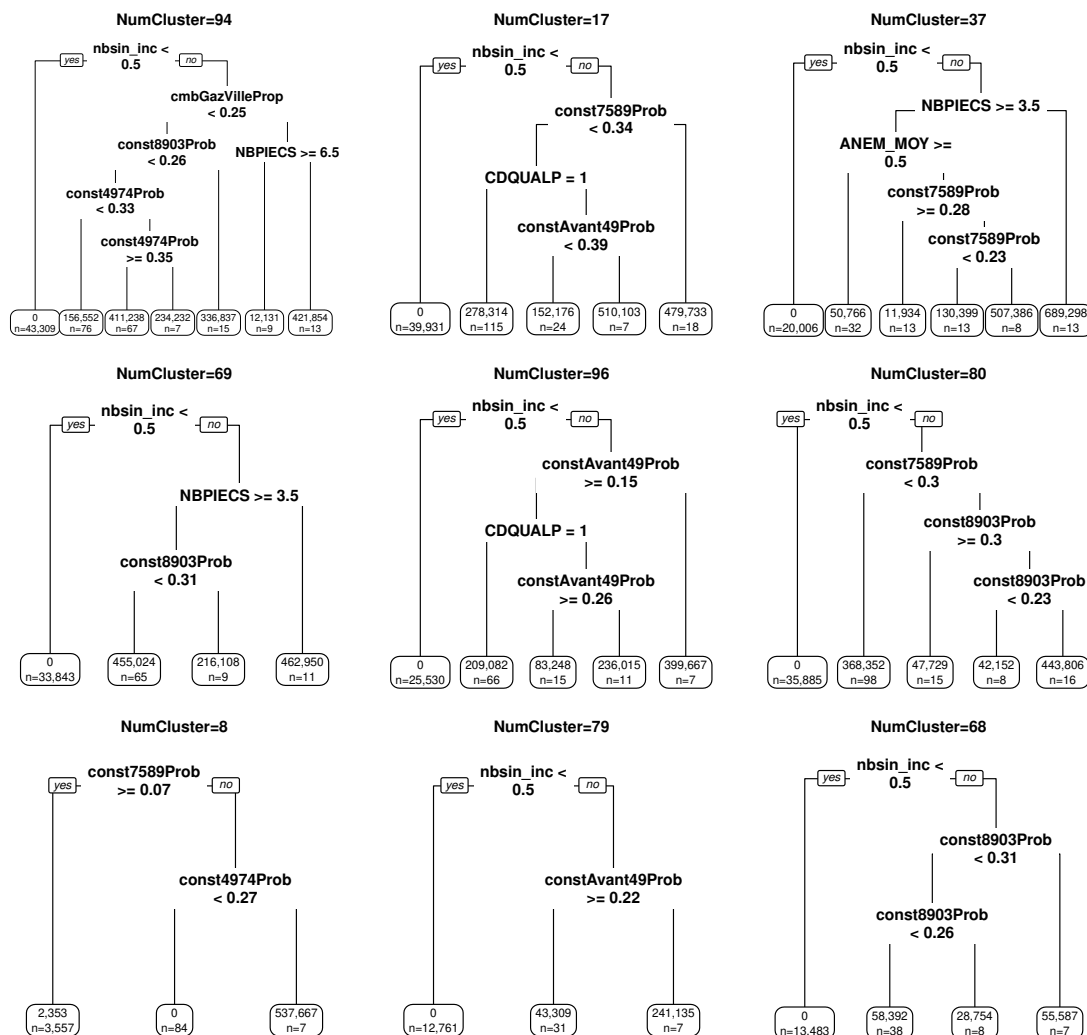 NumCluster=94
nbsin_inc <
0.5
yes
no
cmbGazVilleProp
< 0.25
const8903Prob
< 0.26
NBPIECS >= 6.5
const4974Prob
< 0.33
const4974Prob
>= 0.35
0
n=43,309
156,552
n=76
411,238
n=67
234,232
n=7
336,837
n=15
12,131
n=9
421,854
n=13
NumCluster=17
nbsin_inc <
0.5
yes
no
const7589Prob
< 0.34
CDQUALP = 1
constAvant49Prob
< 0.39
0
n=39,931
278,314
n=115
152,176
n=24
510,103
n=7
479,733
n=18
NumCluster=37
nbsin_inc <
0.5
yes
no
NBPIECS >= 3.5
ANEM_MOY >=
0.5
const7589Prob
>= 0.28
const7589Prob
< 0.23
0
n=20,006
50,766
n=32
11,934
n=13
130,399
n=13
507,386
n=8
689,298
n=13
NumCluster=69
nbsin_inc <
0.5
yes
no
NBPIECS >= 3.5
const8903Prob
< 0.31
0
n=33,843
455,024
n=65
216,108
n=9
462,950
n=11
NumCluster=96
nbsin_inc <
0.5
yes
no
constAvant49Prob
>= 0.15
CDQUALP = 1
constAvant49Prob
>= 0.26
0
n=25,530
209,082
n=66
83,248
n=15
236,015
n=11
399,667
n=7
NumCluster=80
nbsin_inc <
0.5
yes
no
const7589Prob
< 0.3
const8903Prob
>= 0.3
const8903Prob
< 0.23
0
n=35,885
368,352
n=98
47,729
n=15
42,152
n=8
443,806
n=16
NumCluster=8
const7589Prob
>= 0.07
yes
no
const4974Prob
< 0.27
2,353
n=3,557
0
n=84
537,667
n=7
NumCluster=79
nbsin_inc <
0.5
yes
no
constAvant49Prob
>= 0.22
0
n=12,761
43,309
n=31
241,135
n=7
NumCluster=68
nbsin_inc <
0.5
yes
no
const8903Prob
< 0.31
const8903Prob
< 0.26
0
n=13,483
58,392
n=38
28,754
n=8
55,587
n=7